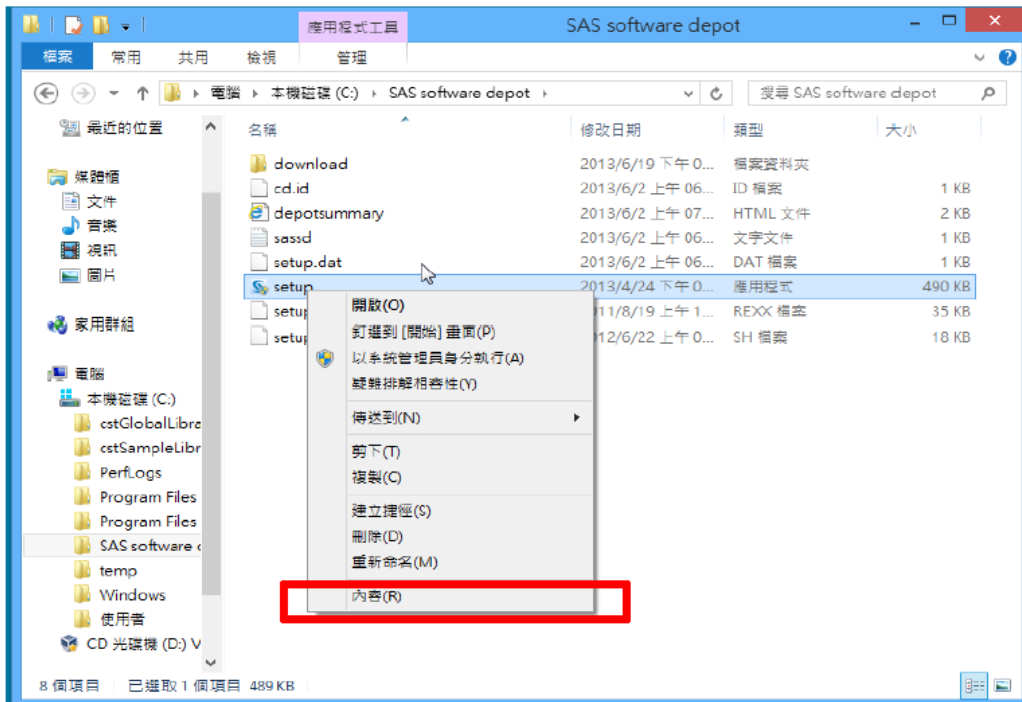 應用程式工具
SAS software depot
檔案 常用 共用 檢視 管理
電腦 本機磁碟 (C:) SAS software depot
搜尋 SAS software depot
名稱 修改日期 類型 大小
download 2013/6/19 下午 0... 檔案資料夾
cd.id 2013/6/2 上午 06... ID 檔案 1 KB
depotsummary 2013/6/2 上午 07... HTML 文件 2 KB
sassd 2013/6/2 上午 06... 文字文件 1 KB
setup.dat 2013/6/2 上午 06... DAT 檔案 1 KB
setup 2013/4/24 下午 0... 應用程式 490 KB
setup 011/8/19 上午 1... REXX 檔案 35 KB
setup 012/6/22 上午 0... SH 檔案 18 KB
最近的位置
媒體櫃
文件
音樂
視訊
圖片
家用群組
電腦
本機磁碟 (C:)
cstGlobalLibra
cstSampleLibr
PerfLogs
Program Files
Program Files
SAS software d
temp
Windows
使用者
CD 光碟機 (D:) V
開啟(O)
釘選到 [開始] 畫面(P)
以系統管理員身分執行(A)
疑難排解相容性(Y)
傳送到(N)
剪下(T)
複製(C)
建立捷徑(S)
刪除(D)
重新命名(M)
內容(R)
8 個項目 已選取 1 個項目 489 KB